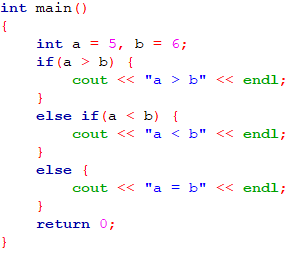 int main()
{
    int a = 5, b = 6;
    if(a > b) {
        cout << "a > b" << endl;
    }
    else if(a < b) {
        cout << "a < b" << endl;
    }
    else {
        cout << "a = b" << endl;
    }
    return 0;
}